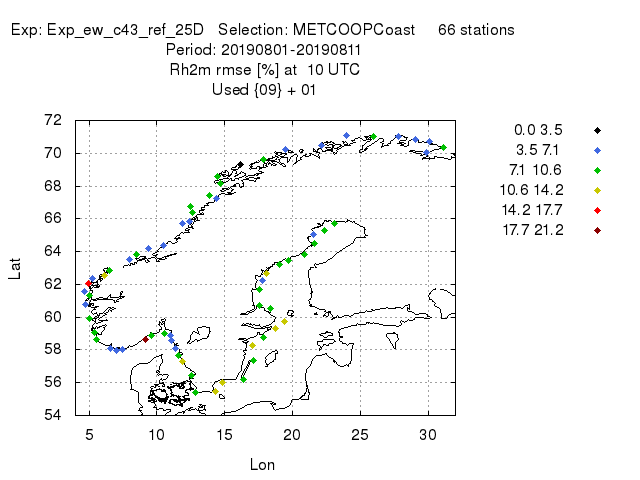 Exp: Exp_ew_c43_ref_25D Selection: METCOOPCoast 66 stations
Period: 20190801-20190811
Rh2m rmse [%] at 10 UTC
Used {09} + 01
72
70
68
66
64
62
60
58
56
54
Lat
5 10 15 20 25 30
Lon
0.0 3.5
3.5 7.1
7.1 10.6
10.6 14.2
14.2 17.7
17.7 21.2